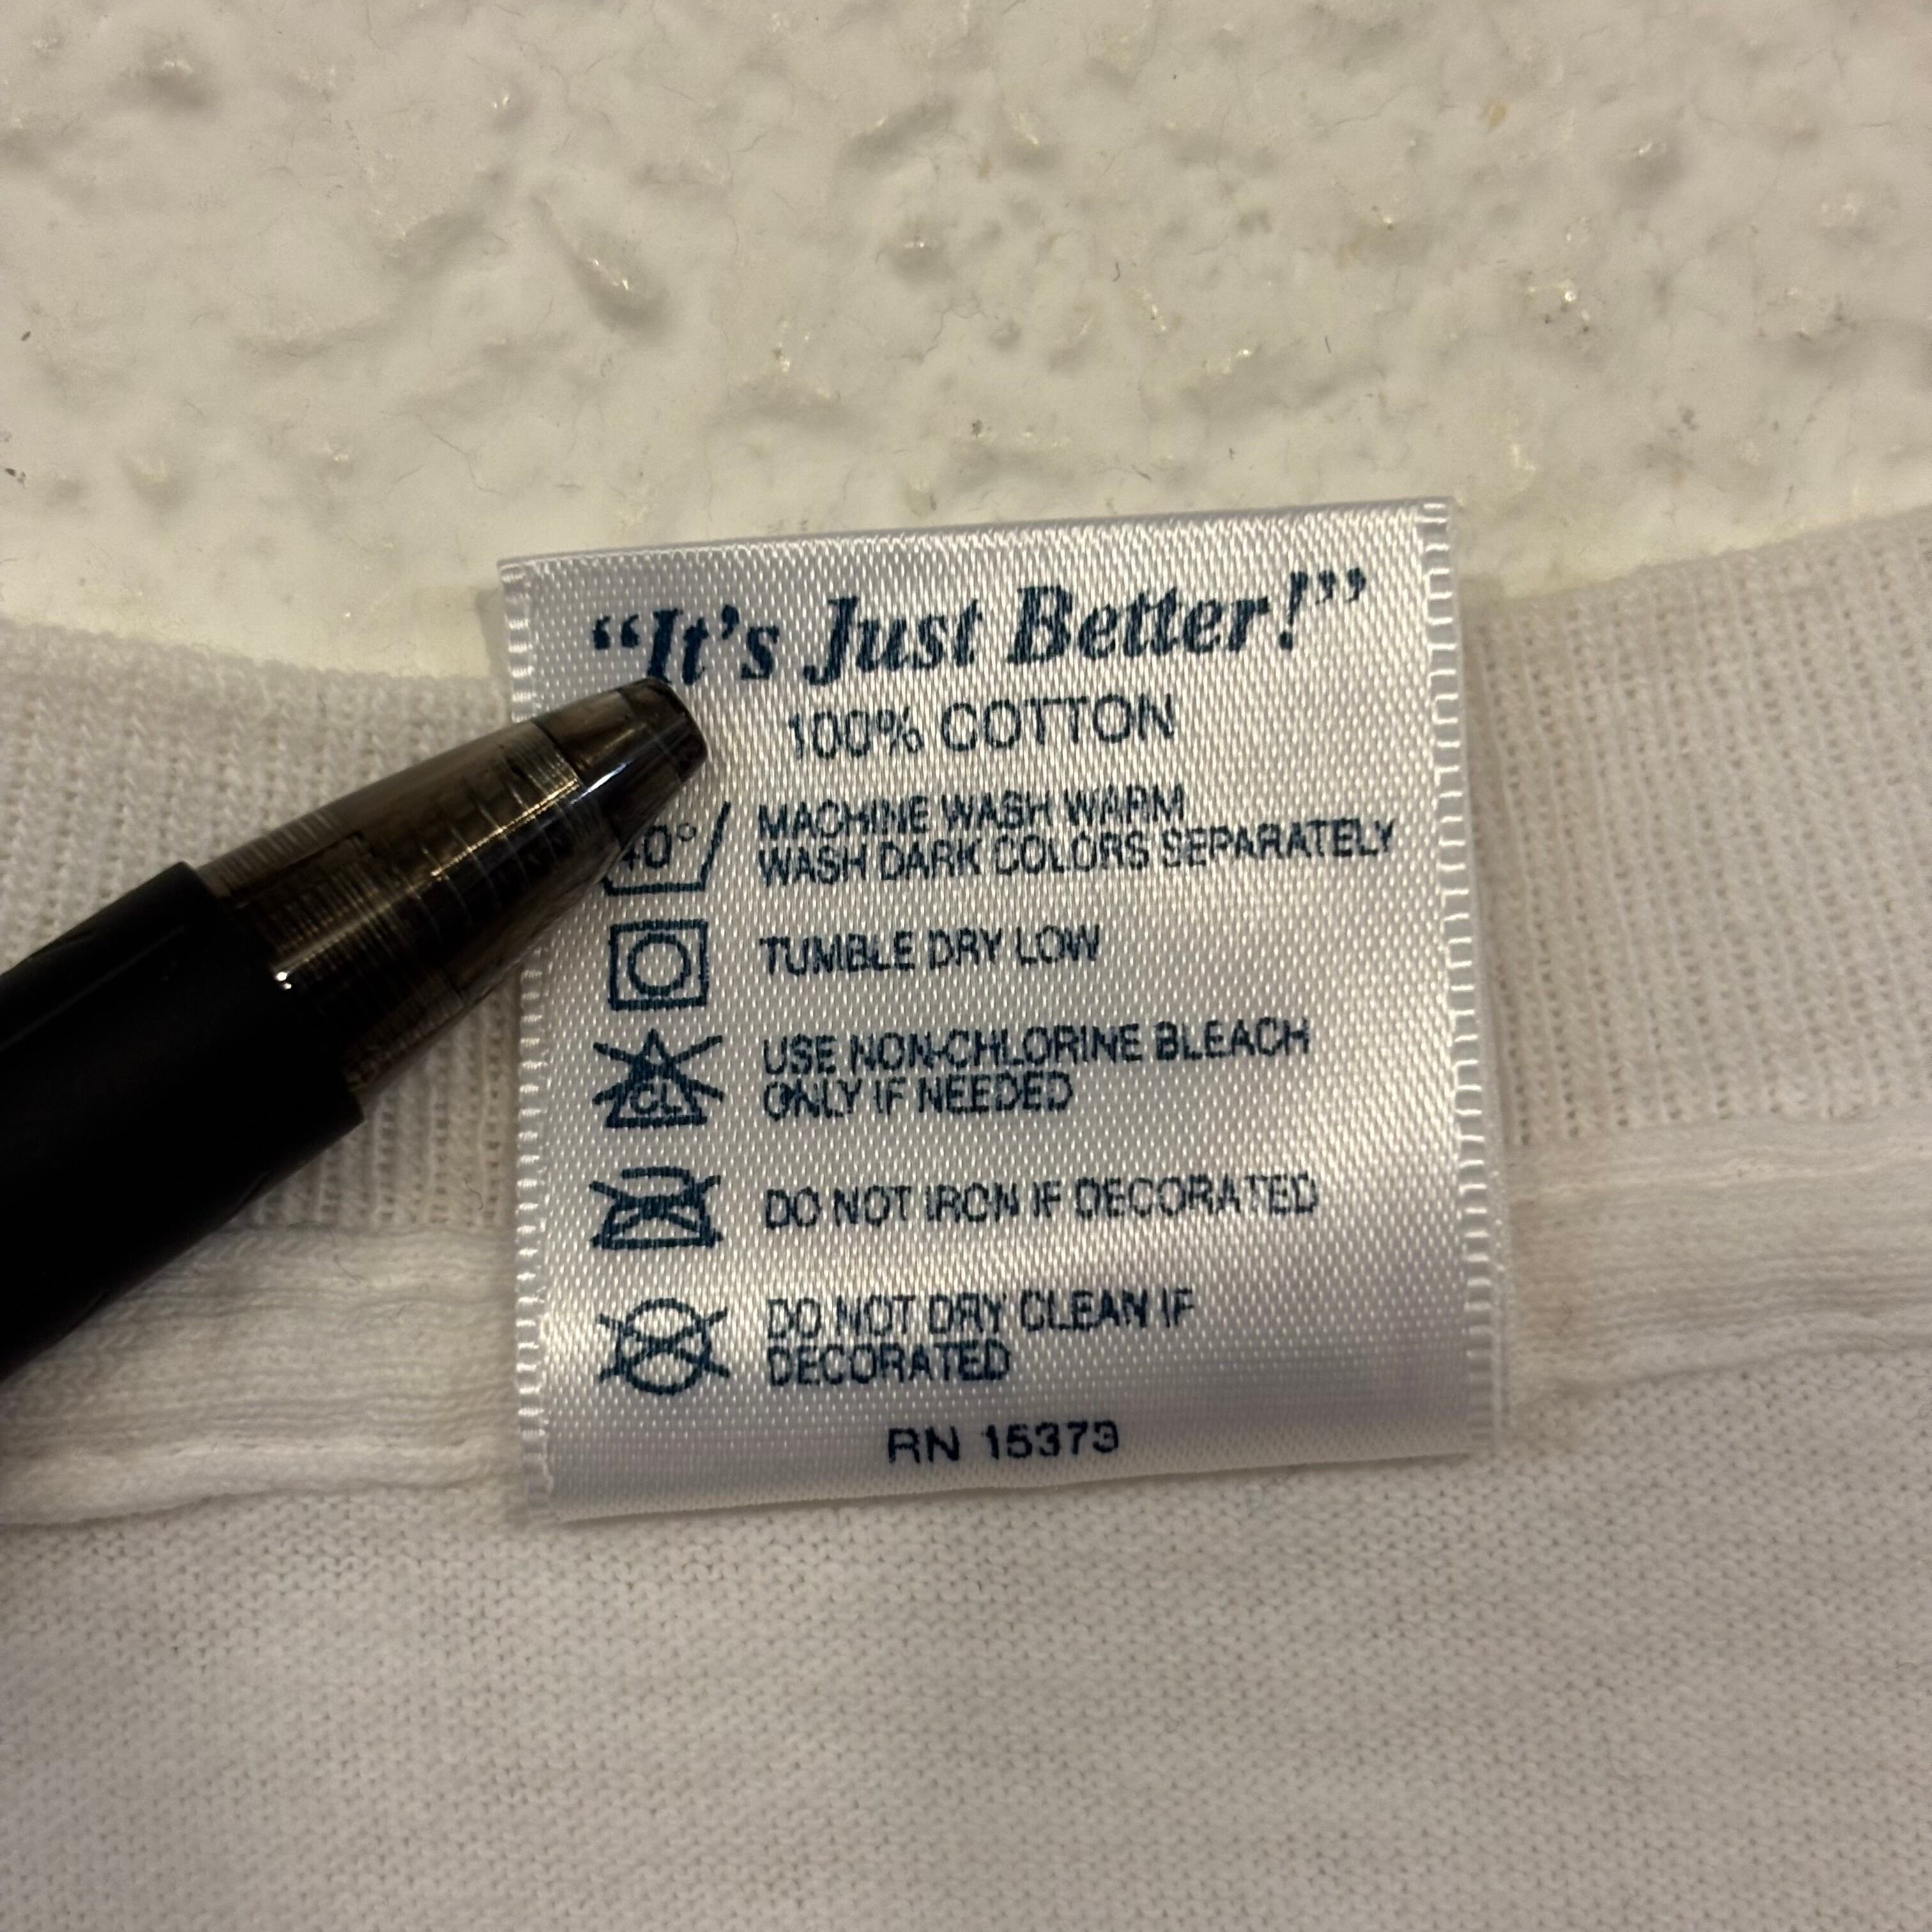 “It’s Just Better!”
100% COTTON
40°
MACHINE WASH WARM
WASH DARK COLORS SEPARATELY
TUMBLE DRY LOW
CL
USE NON-CHLORINE BLEACH
ONLY IF NEEDED
DO NOT IRON IF DECORATED
DO NOT DRY CLEAN IF
DECORATED
RN 15373